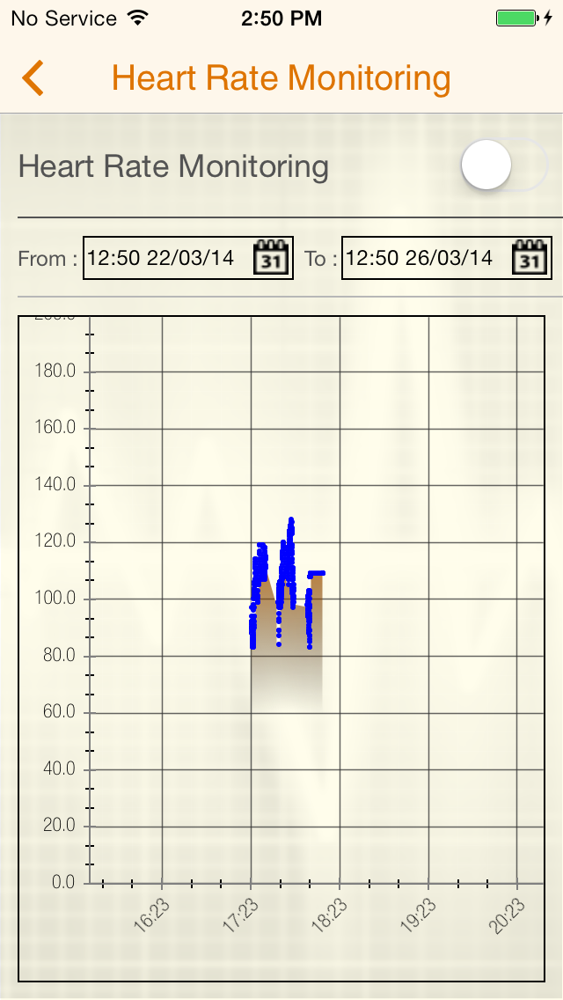 No Service 2:50 PM
Heart Rate Monitoring
Heart Rate Monitoring
From : 12:50 22/03/14 31 To : 12:50 26/03/14 31
200.0
180.0
160.0
140.0
120.0
100.0
80.0
60.0
40.0
20.0
0.0
16:23 17:23 18:23 19:23 20:23